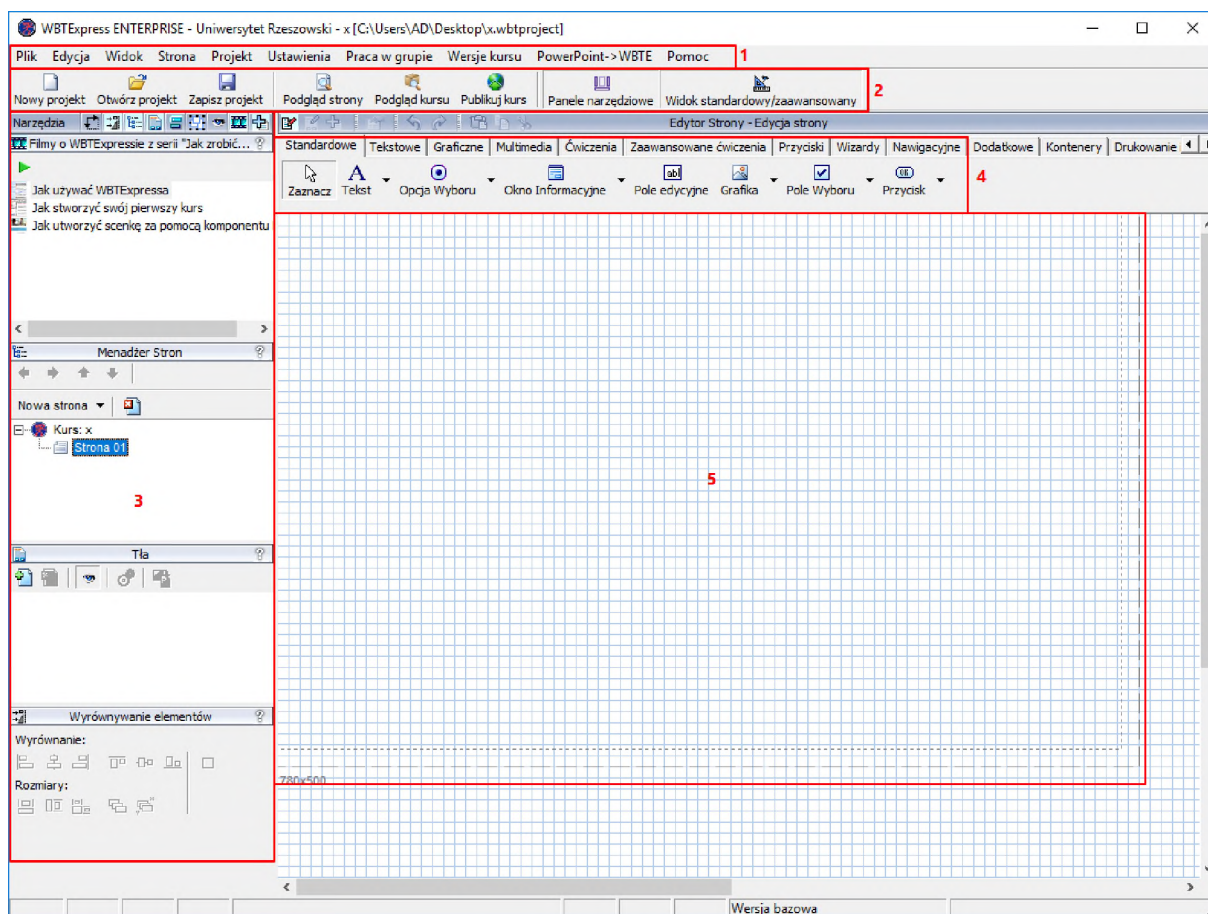 WBTExpress ENTERPRISE - Uniwersytet Rzeszowski - x [C:\Users\AD\Desktop\x.wbtproject]
Plik Edycja Widok Strona Projekt Ustawienia Praca w grupie Wersje kursu PowerPoint->WBTE Pomoc 1
Nowy projekt Otwórz projekt Zapisz projekt Podgląd strony Podgląd kursu Publikuj kurs Panele narzędziowe Widok standardowy/zaawansowany 2
Narzędzia Edytor Strony - Edycja strony
Filmy o WBTExpressie z serii "Jak zrobić... ?
Standardowe Tekstowe Graficzne Multimedia Ćwiczenia Zaawansowane ćwiczenia Przyciski Wizardy Nawigacyjne Dodatkowe Kontenery Drukowanie
Zaznacz Tekst Opcja Wyboru Okno Informacyjne Pole edycyjne Grafika Pole Wyboru Przycisk 4
Jak używać WBTExpressa
Jak stworzyć swój pierwszy kurs
Jak utworzyć scenkę za pomocą komponentu
Menadżer Stron ?
Nowa strona
Kurs: x
Strona 01
3
5
Tła ?
Wyrównywanie elementów ?
Wyrównanie:
Rozmiary:
780x500
Wersja bazowa